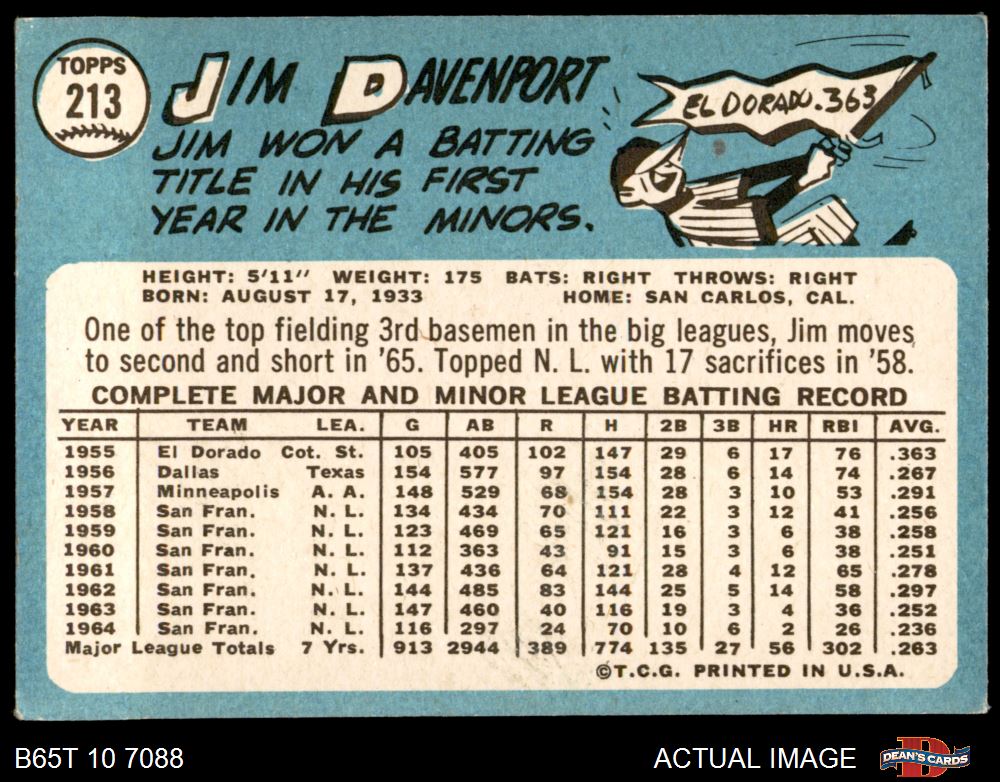 TOPPS
213
JIM DAVENPORT
EL DORADO .363
JIM WON A BATTING
TITLE IN HIS FIRST
YEAR IN THE MINORS.
HEIGHT: 5'11" WEIGHT: 175 BATS: RIGHT THROWS: RIGHT
BORN: AUGUST 17, 1933 HOME: SAN CARLOS, CAL.
One of the top fielding 3rd basemen in the big leagues, Jim moves
to second and short in '65. Topped N. L. with 17 sacrifices in '58.
COMPLETE MAJOR AND MINOR LEAGUE BATTING RECORD
YEAR TEAM LEA. G AB R H 2B 3B HR RBI AVG.
1955 El Dorado Cot. St. 105 405 102 147 29 6 17 76 .363
1956 Dallas Texas 154 577 97 154 28 6 14 74 .267
1957 Minneapolis A. A. 148 529 68 154 28 3 10 53 .291
1958 San Fran. N. L. 134 434 70 111 22 3 12 41 .256
1959 San Fran. N. L. 123 469 65 121 16 3 6 38 .258
1960 San Fran. N. L. 112 363 43 91 15 3 6 38 .251
1961 San Fran. N. L. 137 436 64 121 28 4 12 65 .278
1962 San Fran. N. L. 144 485 83 144 25 5 14 58 .297
1963 San Fran. N. L. 147 460 40 116 19 3 4 36 .252
1964 San Fran. N. L. 116 297 24 70 10 6 2 26 .236
Major League Totals 7 Yrs. 913 2944 389 774 135 27 56 302 .263
©T.C.G. PRINTED IN U.S.A.
B65T 10 7088 ACTUAL IMAGE DEAN'S CARDS